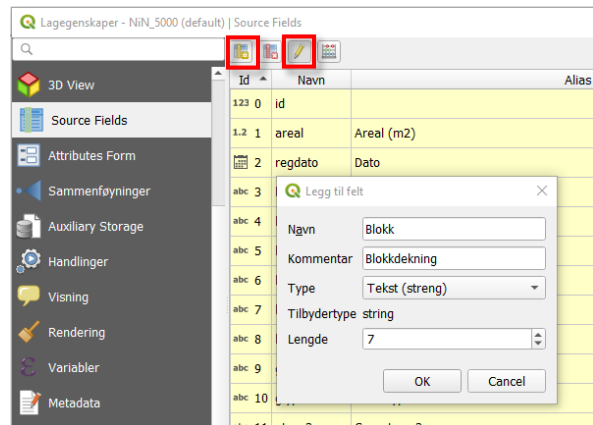 Lagegenskaper - NiN_5000 (default) | Source Fields
Id Navn Alias
3D View
Source Fields
Attributes Form
Sammenføyninger
Auxiliary Storage
Handlinger
Visning
Rendering
Variabler
Metadata
123 0 id
1.2 1 areal Areal (m2)
2 regdato Dato
abc 3
abc 4
abc 5
abc 6
abc 7
abc 8
abc 9
abc 10
Legg til felt
Navn Blokk
Kommentar Blokkdekning
Type Tekst (streng)
Tilbydertype string
Lengde 7
OK Cancel